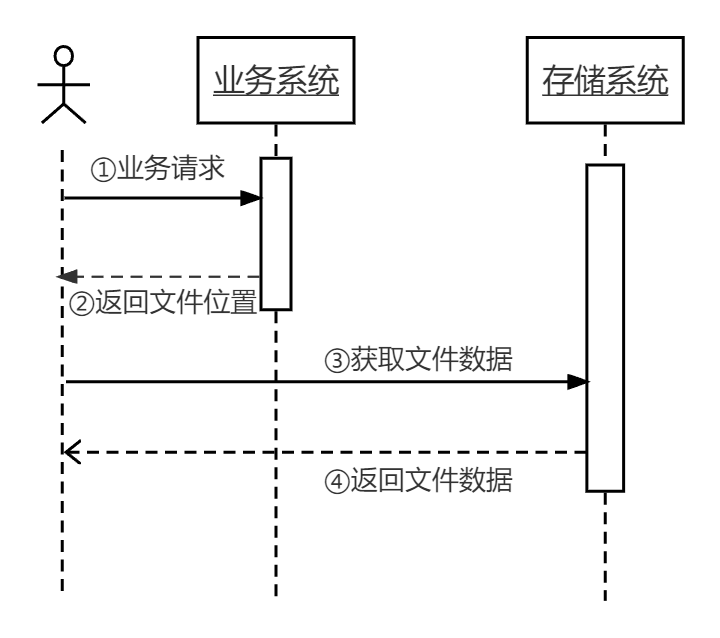 业务系统
存储系统
①业务请求
②返回文件位置
③获取文件数据
④返回文件数据